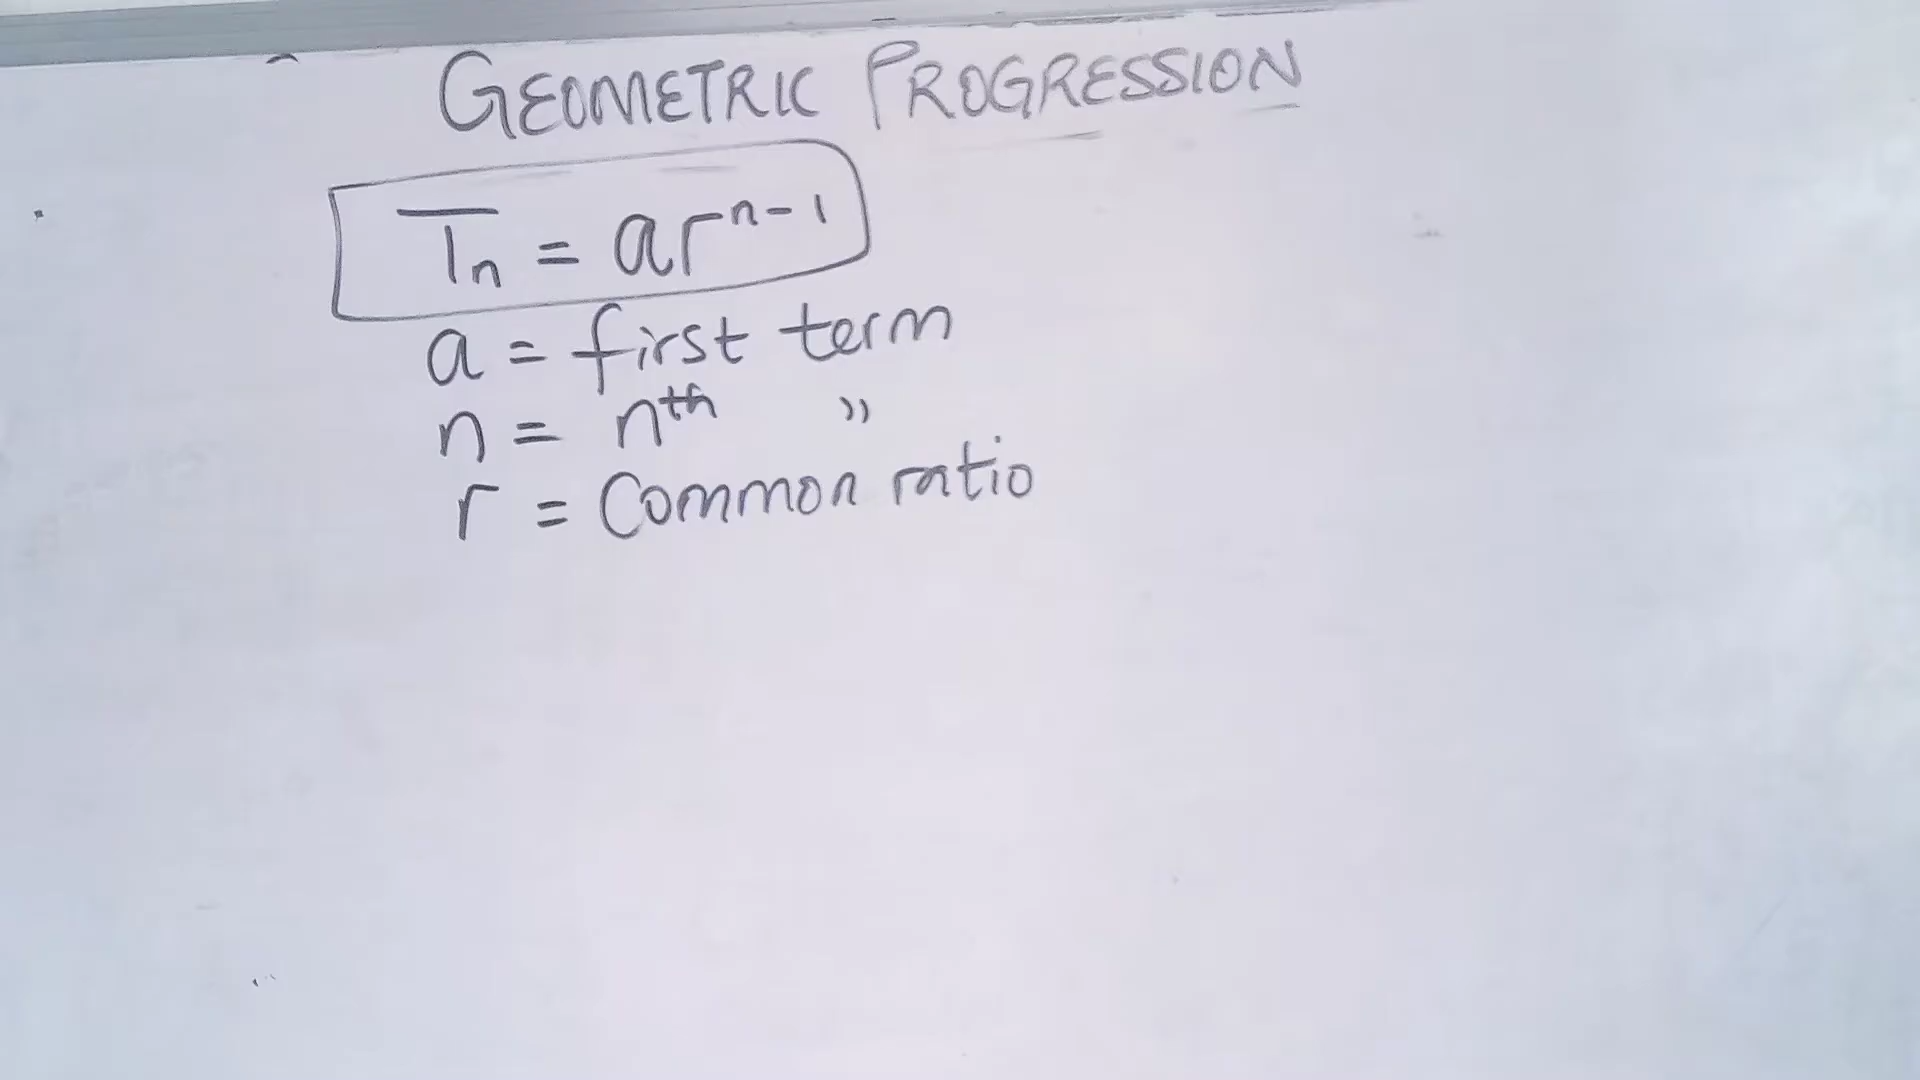 GEOMETRIC PROGRESSION
Tn = ar^n-1
a = first term
n = nth "
r = Common ratio